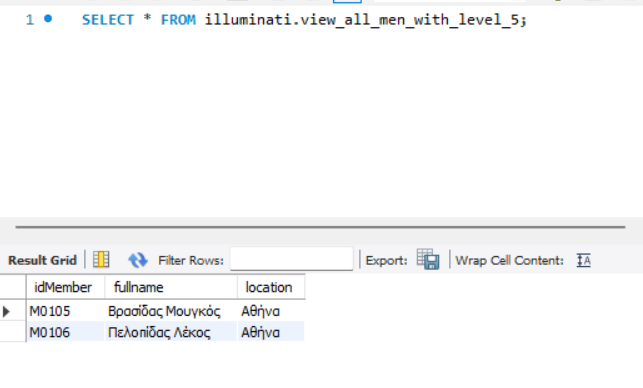 1 SELECT * FROM illuminati.view_all_men_with_level_5;
Result Grid Filter Rows: Export: Wrap Cell Content:
idMember fullname location
M0105 Βρασίδας Μουγκός Αθήνα
M0106 Πελοπίδας Λέκος Αθήνα